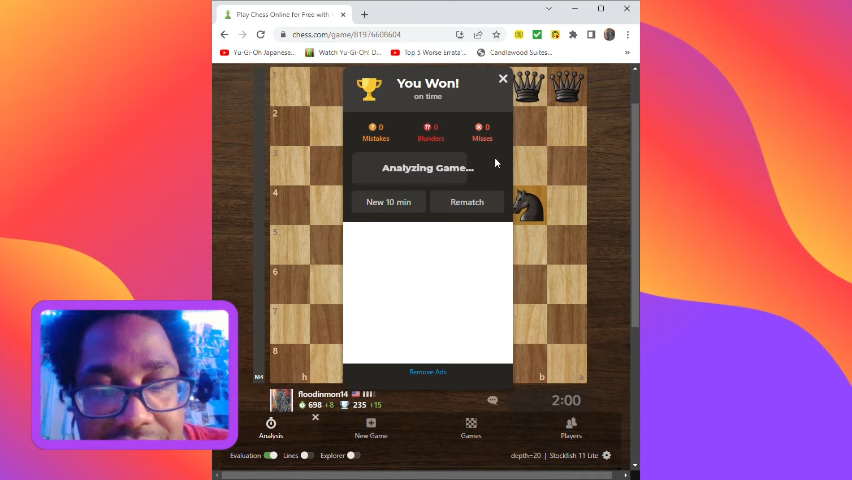 Play Chess Online for Free with
chess.com/game/81976608604
Yu-Gi-Oh Japanese...
Watch Yu-Gi-Oh! D...
Top 5 Worse Errata'...
Candlewood Suites...
»
You Won!
on time
0 Mistakes
?? 0 Blunders
0 Misses
Analyzing Game...
New 10 min
Rematch
Remove Ads
1
2
3
4
5
6
7
8
h
b
a
M4
floodinmon14
698 +8 235 +15
2:00
Analysis
New Game
Games
Players
Evaluation Lines Explorer
depth=20 | Stockfish 11 Lite